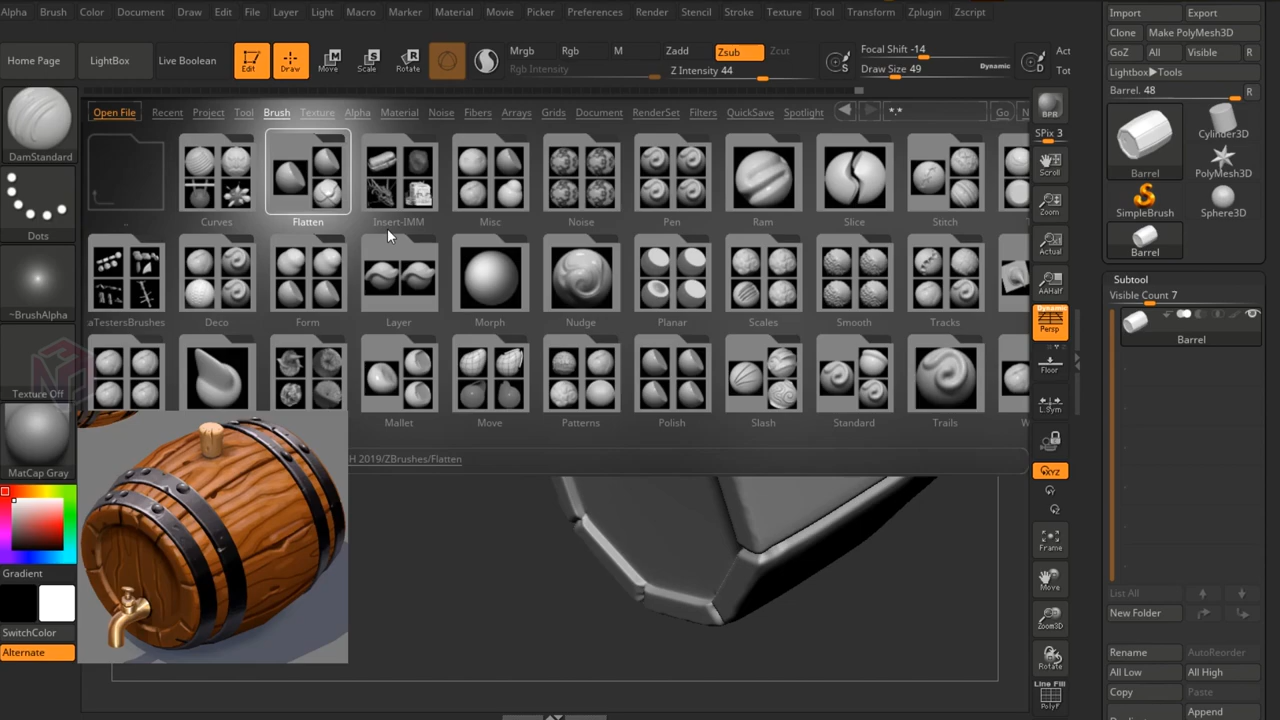 Alpha Brush Color Document Draw Edit File Layer Light Macro Marker Material Movie Picker Preferences Render Stencil Stroke Texture Tool Transform Zplugin Zscript
Import Export
Clone Make PolyMesh3D
GoZ All Visible R
Lightbox▶Tools
Barrel. 48 R
Home Page LightBox Live Boolean Edit Draw Move Scale Rotate
Mrgb Rgb M Zadd Zsub Zcut Focal Shift -14 Act
Rgb Intensity Z Intensity 44 Draw Size 49 Dynamic Tot
Open File Recent Project Tool Brush Texture Alpha Material Noise Fibers Arrays Grids Document RenderSet Filters QuickSave Spotlight *.* Go N
DamStandard
Dots
~BrushAlpha
Texture Off
MatCap Gray
Gradient
SwitchColor
Alternate
.. Curves Flatten Insert-IMM Misc Noise Pen Ram Slice Stitch
aTestersBrushes Deco Form Layer Morph Nudge Planar Scales Smooth Tracks
Mallet Move Patterns Polish Slash Standard Trails
H 2019/ZBrushes/Flatten
BPR
SPix 3
Scroll
Zoom
Actual
AAHalf
Dynamic
Persp
Floor
L.Sym
XYZ
Frame
Move
Zoom3D
Rotate
Line Fill
PolyF
Barrel Cylinder3D
PolyMesh3D
SimpleBrush Sphere3D
Barrel
Subtool
Visible Count 7
Barrel
List All
New Folder
Rename AutoReorder
All Low All High
Copy Paste
Append